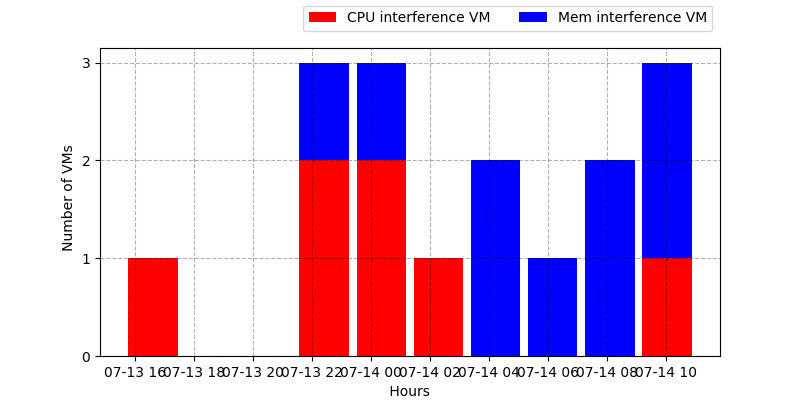 CPU interference VM Mem interference VM
3
2
1
0
Number of VMs
07-13 16 07-13 18 07-13 20 07-13 22 07-14 00 07-14 02 07-14 04 07-14 06 07-14 08 07-14 10
Hours